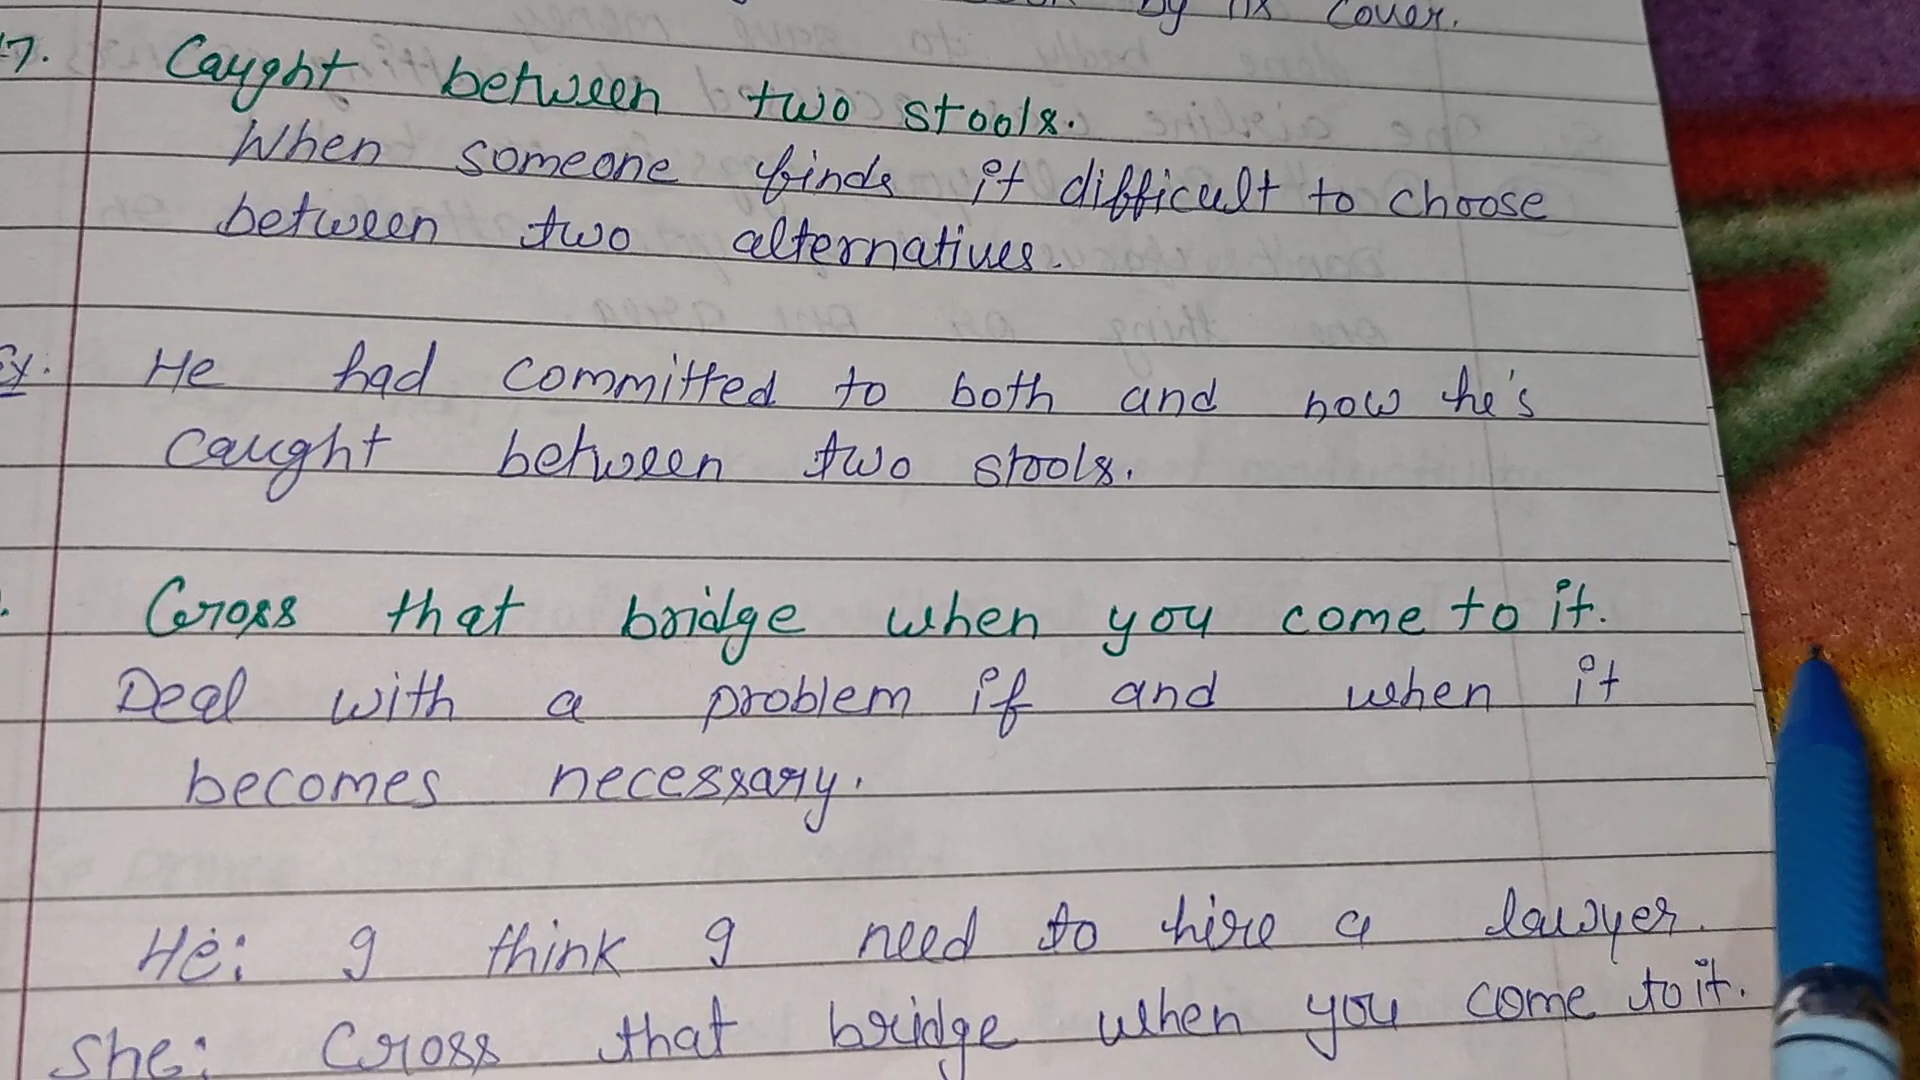 by its cover.
7. Caught between two stools.
When someone finds it difficult to choose
between two alternatives.
Ex. He had committed to both and now he's
caught between two stools.
Cross that bridge when you come to it.
Deal with a problem if and when it
becomes necessary.
He: I think I need to hire a lawyer.
She: Cross that bridge when you come to it.